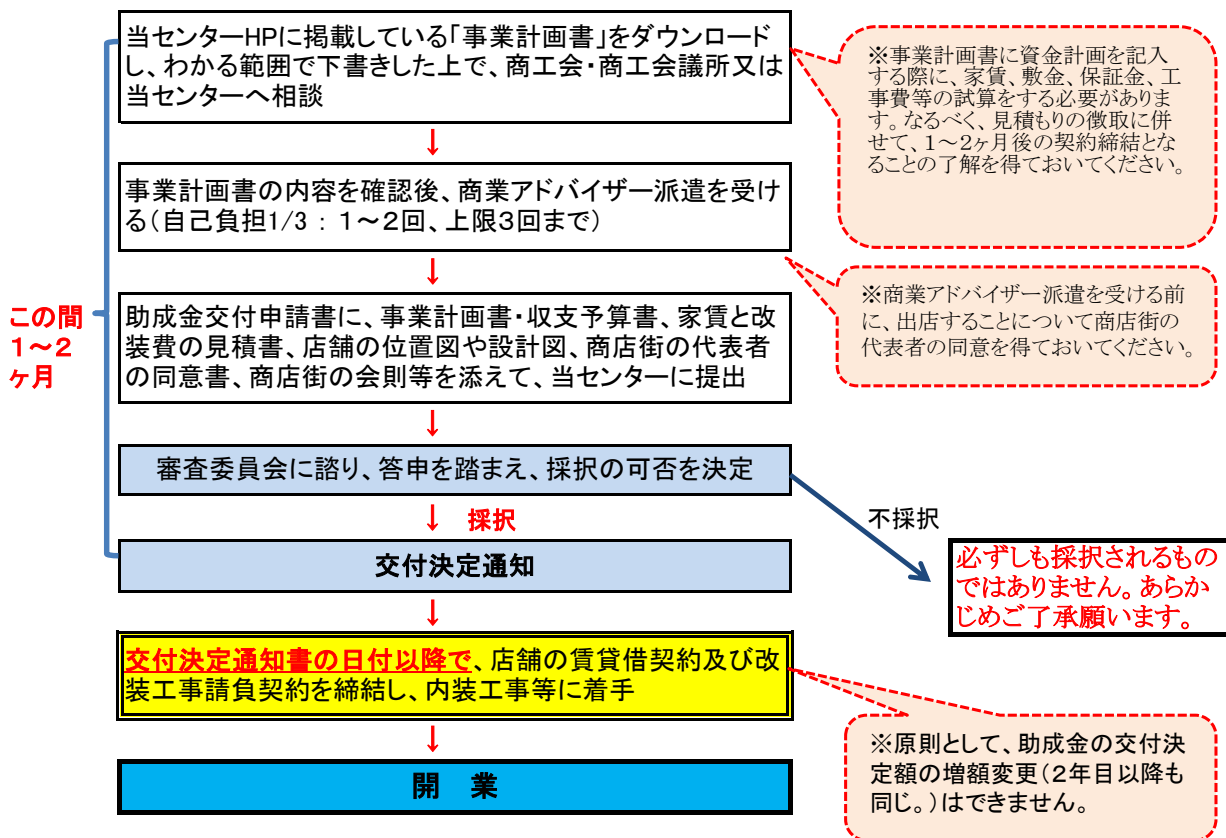 当センターHPに掲載している「事業計画書」をダウンロード
し、わかる範囲で下書きした上で、商工会・商工会議所又は
当センターへ相談
※事業計画書に資金計画を記入
する際に、家賃、敷金、保証金、工
事費等の試算をする必要がありま
す。なるべく、見積もりの徴取に併
せて、1～2ヶ月後の契約締結とな
ることの了解を得ておいてください。
↓
事業計画書の内容を確認後、商業アドバイザー派遣を受け
る(自己負担1/3 : 1～2回、上限3回まで)
↓
※商業アドバイザー派遣を受ける前
に、出店することについて商店街の
代表者の同意を得ておいてください。
この間
1～2
ヶ月
助成金交付申請書に、事業計画書・収支予算書、家賃と改
装費の見積書、店舗の位置図や設計図、商店街の代表者
の同意書、商店街の会則等を添えて、当センターに提出
↓
審査委員会に諮り、答申を踏まえ、採択の可否を決定
↓ 採択
不採択
交付決定通知
必ずしも採択されるもの
ではありません。あらか
じめご了承願います。
↓
交付決定通知書の日付以降で、店舗の賃貸借契約及び改
装工事請負契約を締結し、内装工事等に着手
↓
※原則として、助成金の交付決
定額の増額変更(2年目以降も
同じ。)はできません。
開 業